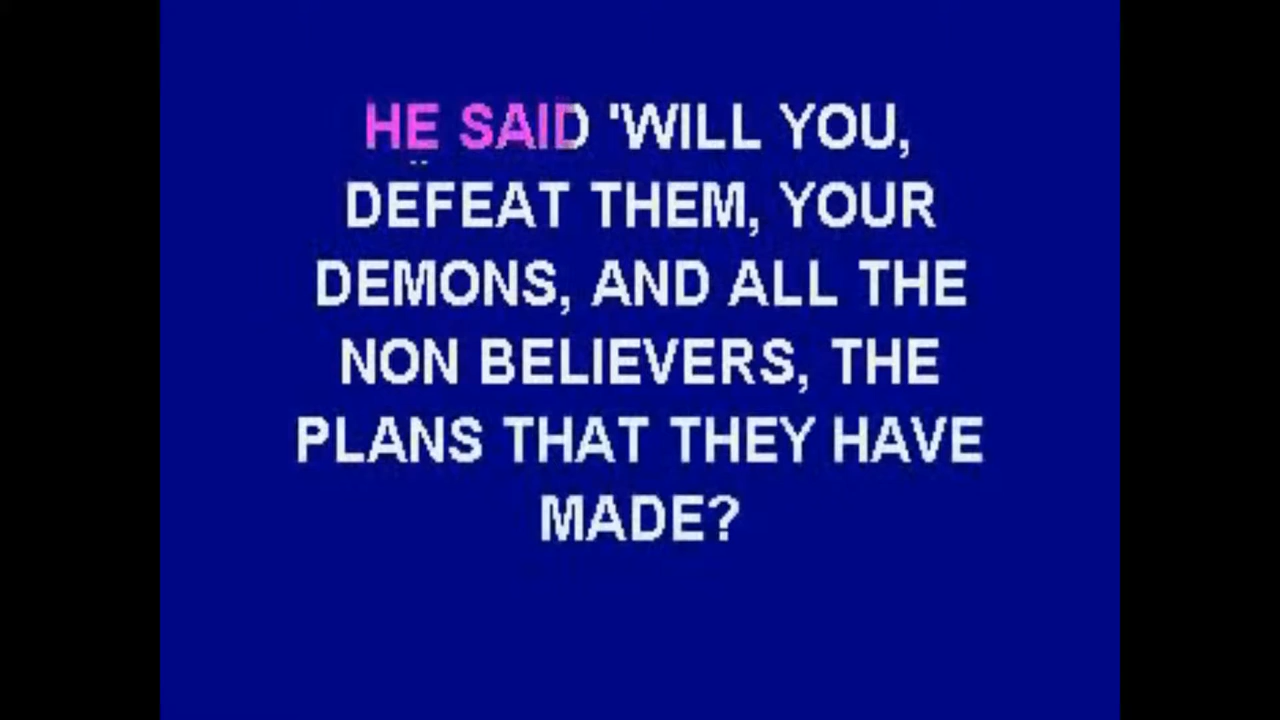 HE SAID 'WILL YOU,
DEFEAT THEM, YOUR
DEMONS, AND ALL THE
NON BELIEVERS, THE
PLANS THAT THEY HAVE
MADE?